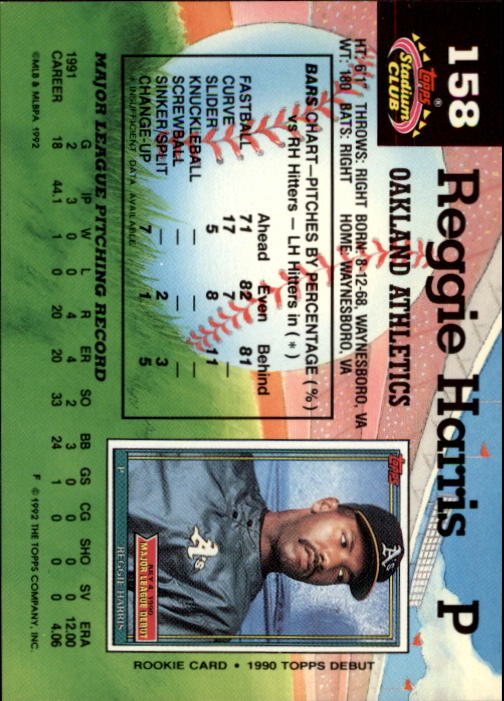 158
Topps®
Stadium
CLUB
Reggie Harris P
OAKLAND ATHLETICS
HT: 6'1" THROWS: RIGHT BORN: 8-12-68, WAYNESBORO, VA
WT: 180 BATS: RIGHT HOME: WAYNESBORO, VA
BARS CHART—PITCHES BY PERCENTAGE (%)
vs RH Hitters — LH Hitters in (*)
Ahead Even Behind
FASTBALL 71 82 81
CURVE 17 7 —
SLIDER 5 8 11
KNUCKLEBALL — — —
SCREWBALL — — —
SINKER/SPLIT — 2 3
CHANGE-UP 7 1 5
* INSUFFICIENT DATA AVAILABLE
MAJOR LEAGUE PITCHING RECORD
G IP W L R ER SO BB GS CG SHO SV ERA
1991 2 3 0 0 4 4 2 3 0 0 0 0 12.00
CAREER 18 44.1 1 0 20 20 33 24 1 0 0 0 4.06
©MLB & MLBPA 1992
F © 1992 THE TOPPS COMPANY, INC.
Topps
A's
A's
MAJOR LEAGUE DEBUT
P REGGIE HARRIS
ROOKIE CARD • 1990 TOPPS DEBUT